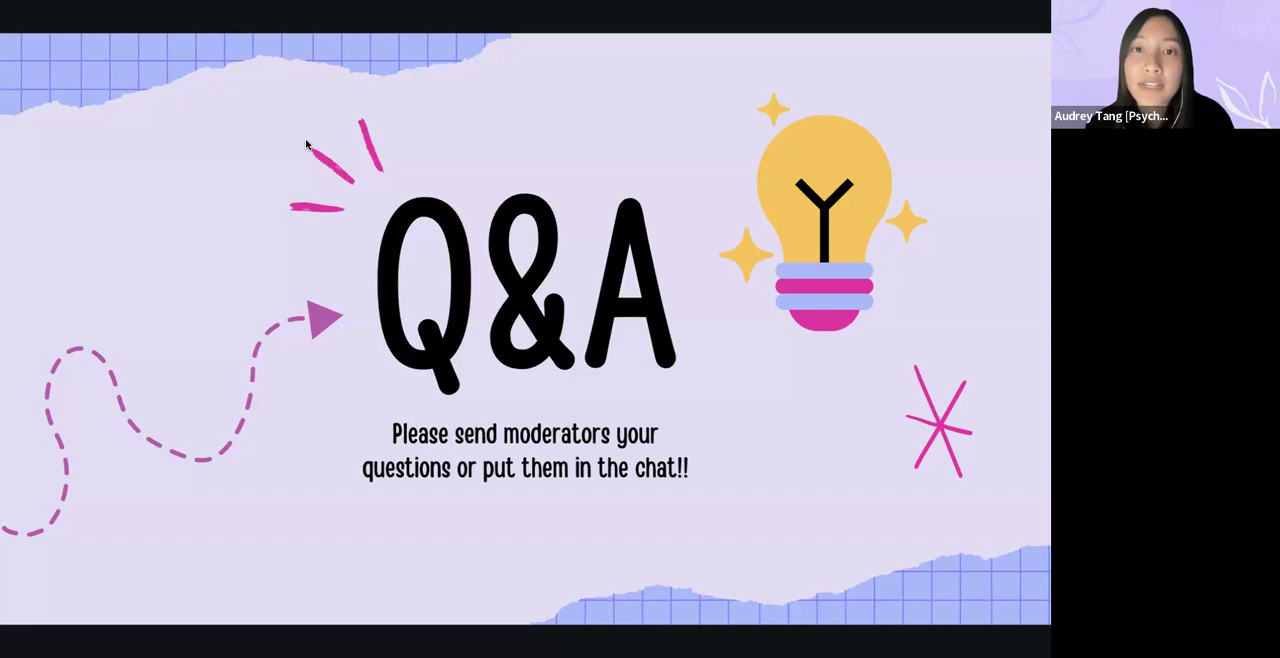 Q&A
Please send moderators your
questions or put them in the chat!!
Audrey Tang [Psych...